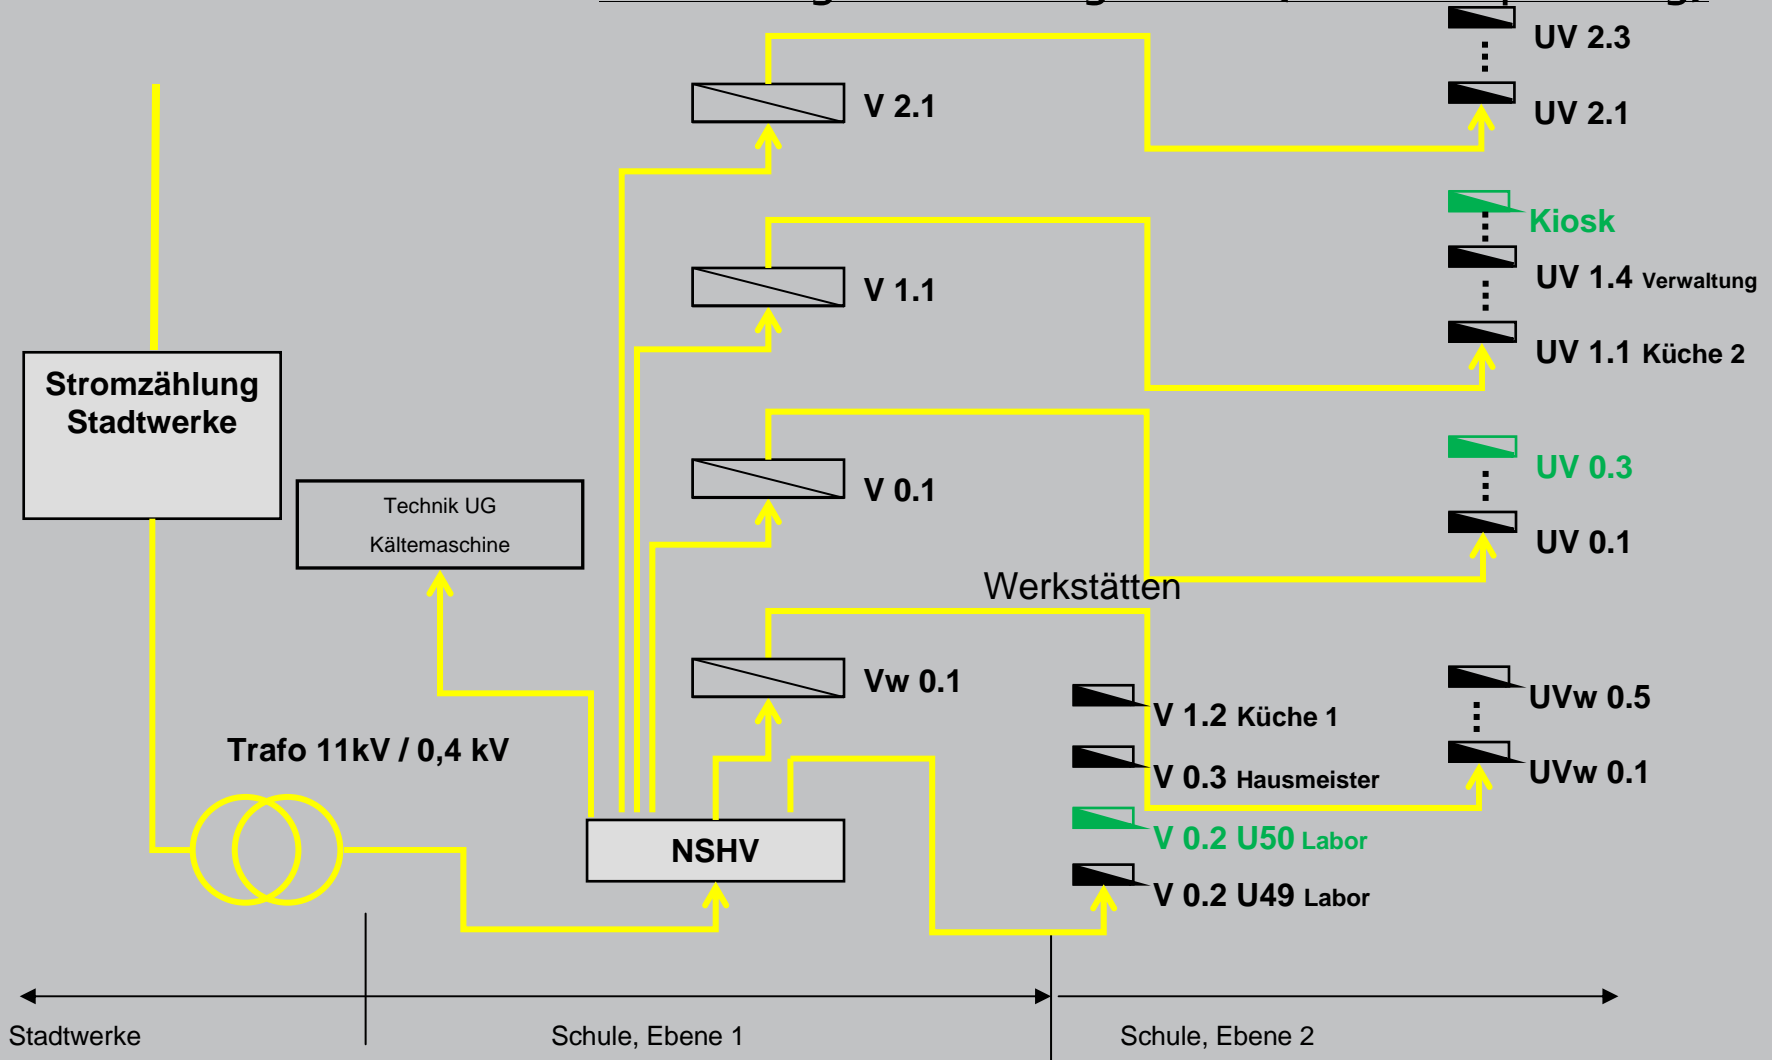 UV 2.3
V 2.1
UV 2.1
Kiosk
V 1.1
UV 1.4 Verwaltung
UV 1.1 Küche 2
Stromzählung
Stadtwerke
Technik UG
Kältemaschine
V 0.1
UV 0.3
UV 0.1
Werkstätten
Vw 0.1
UVw 0.5
UVw 0.1
V 1.2 Küche 1
V 0.3 Hausmeister
V 0.2 U50 Labor
V 0.2 U49 Labor
Trafo 11kV / 0,4 kV
NSHV
Stadtwerke
Schule, Ebene 1
Schule, Ebene 2